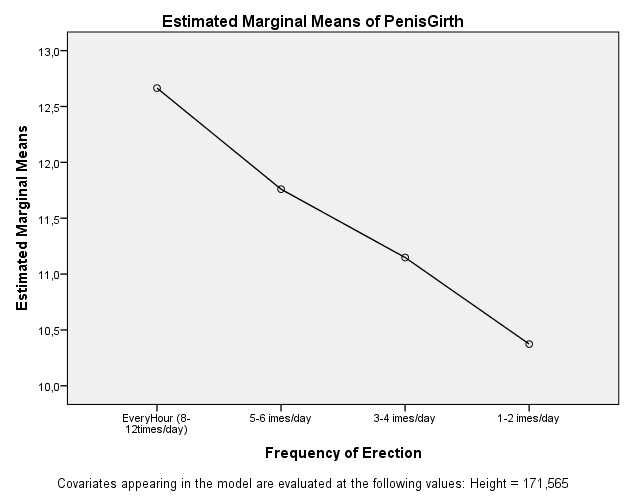 Estimated Marginal Means of PenisGirth
Estimated Marginal Means
13,0
12,5
12,0
11,5
11,0
10,5
10,0
EveryHour (8-
12times/day)
5-6 imes/day
3-4 imes/day
1-2 imes/day
Frequency of Erection
Covariates appearing in the model are evaluated at the following values: Height = 171,565